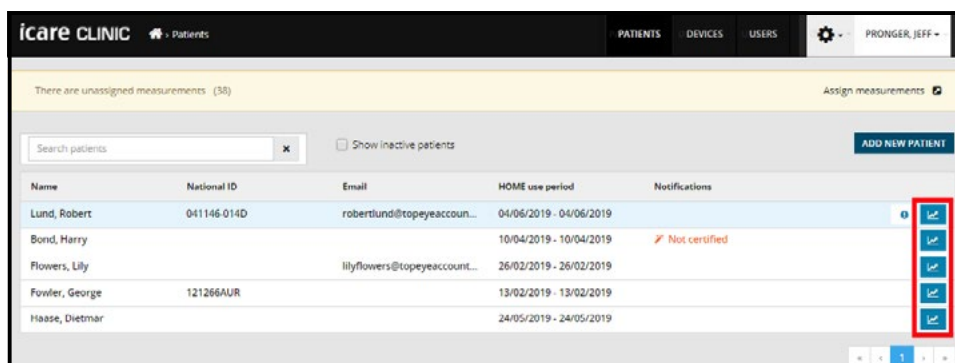 icare CLINIC Patients PATIENTS DEVICES USERS PRONGER, JEFF
There are unassigned measurements (38) Assign measurements
Search patients Show inactive patients ADD NEW PATIENT
Name National ID Email HOME use period Notifications
Lund, Robert 041146-014D robertlund@topeyeaccoun... 04/06/2019 - 04/06/2019
Bond, Harry 10/04/2019 - 10/04/2019 Not certified
Flowers, Lily lilyflowers@topeyeaccount... 26/02/2019 - 26/02/2019
Fowler, George 121266AUR 13/02/2019 - 13/02/2019
Haase, Dietmar 24/05/2019 - 24/05/2019
« ‹ 1 › »